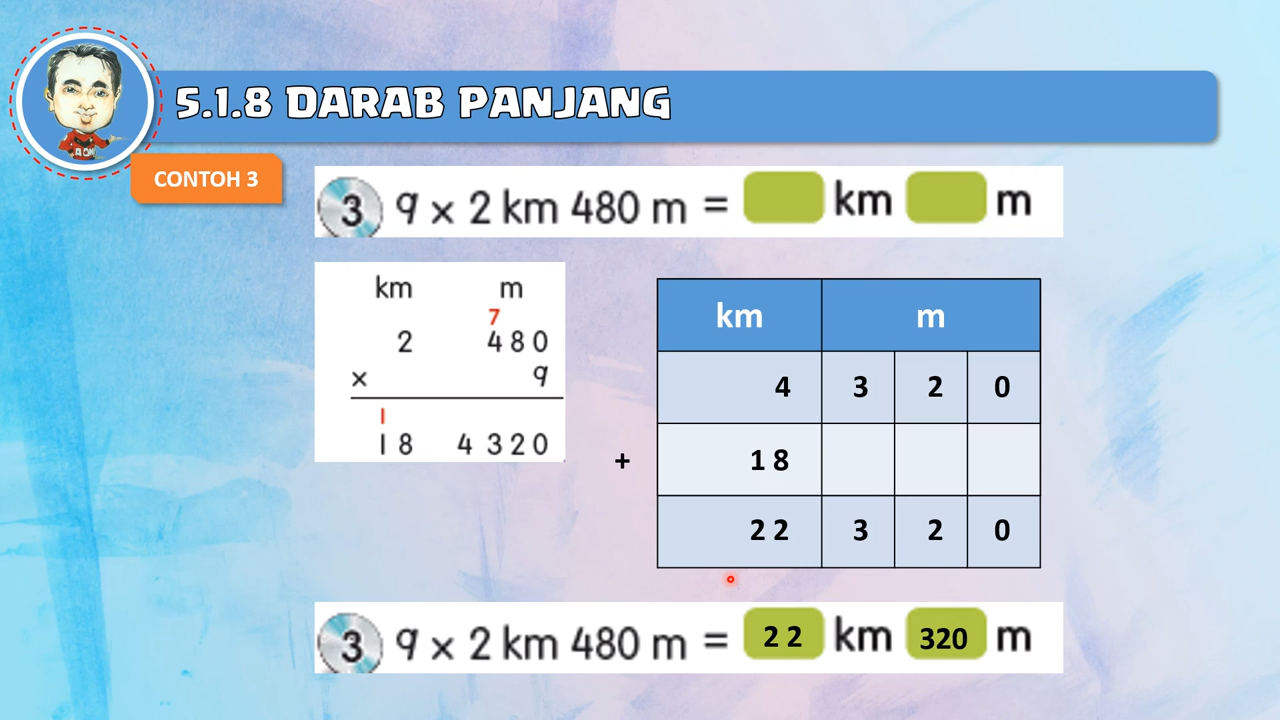 5.1.8 DARAB PANJANG
CONTOH 3
3 9 × 2 km 480 m = km m
km m
7
2 480
× 9
1
18 4320
km m
4 3 2 0
+ 18
22 3 2 0
3 9 × 2 km 480 m = 22 km 320 m